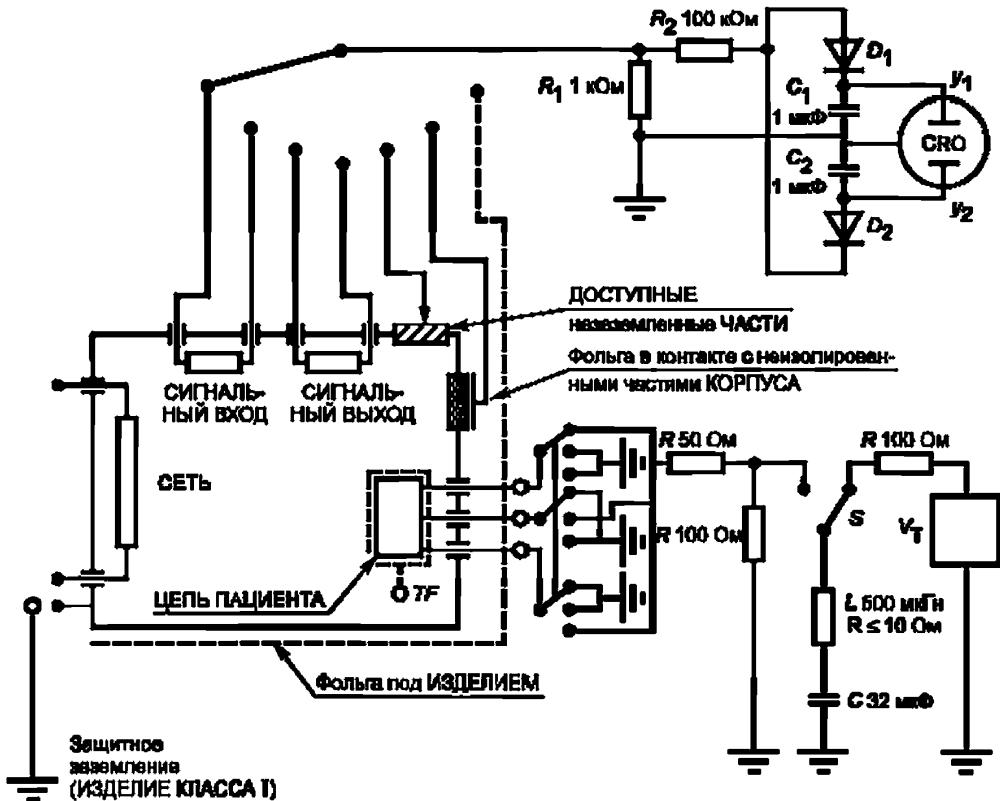 R2 100 кОм
D1
R1 1 кОм
C1
1 мкФ
y1
CRO
C2
1 мкФ
y2
D2
ДОСТУПНЫЕ
незаземленные ЧАСТИ
Фольга в контакте с неизолирован-
ными частями КОРПУСА
СИГНАЛЬ-
НЫЙ ВХОД
СИГНАЛЬ-
НЫЙ ВЫХОД
R 50 Ом
R 100 Ом
СЕТЬ
S
VT
R 100 Ом
ЦЕПЬ ПАЦИЕНТА
TF
L 500 мкГн
R ≤ 10 Ом
Фольга под ИЗДЕЛИЕМ
C 32 мкФ
Защитное
заземление
(ИЗДЕЛИЕ КЛАССА I)